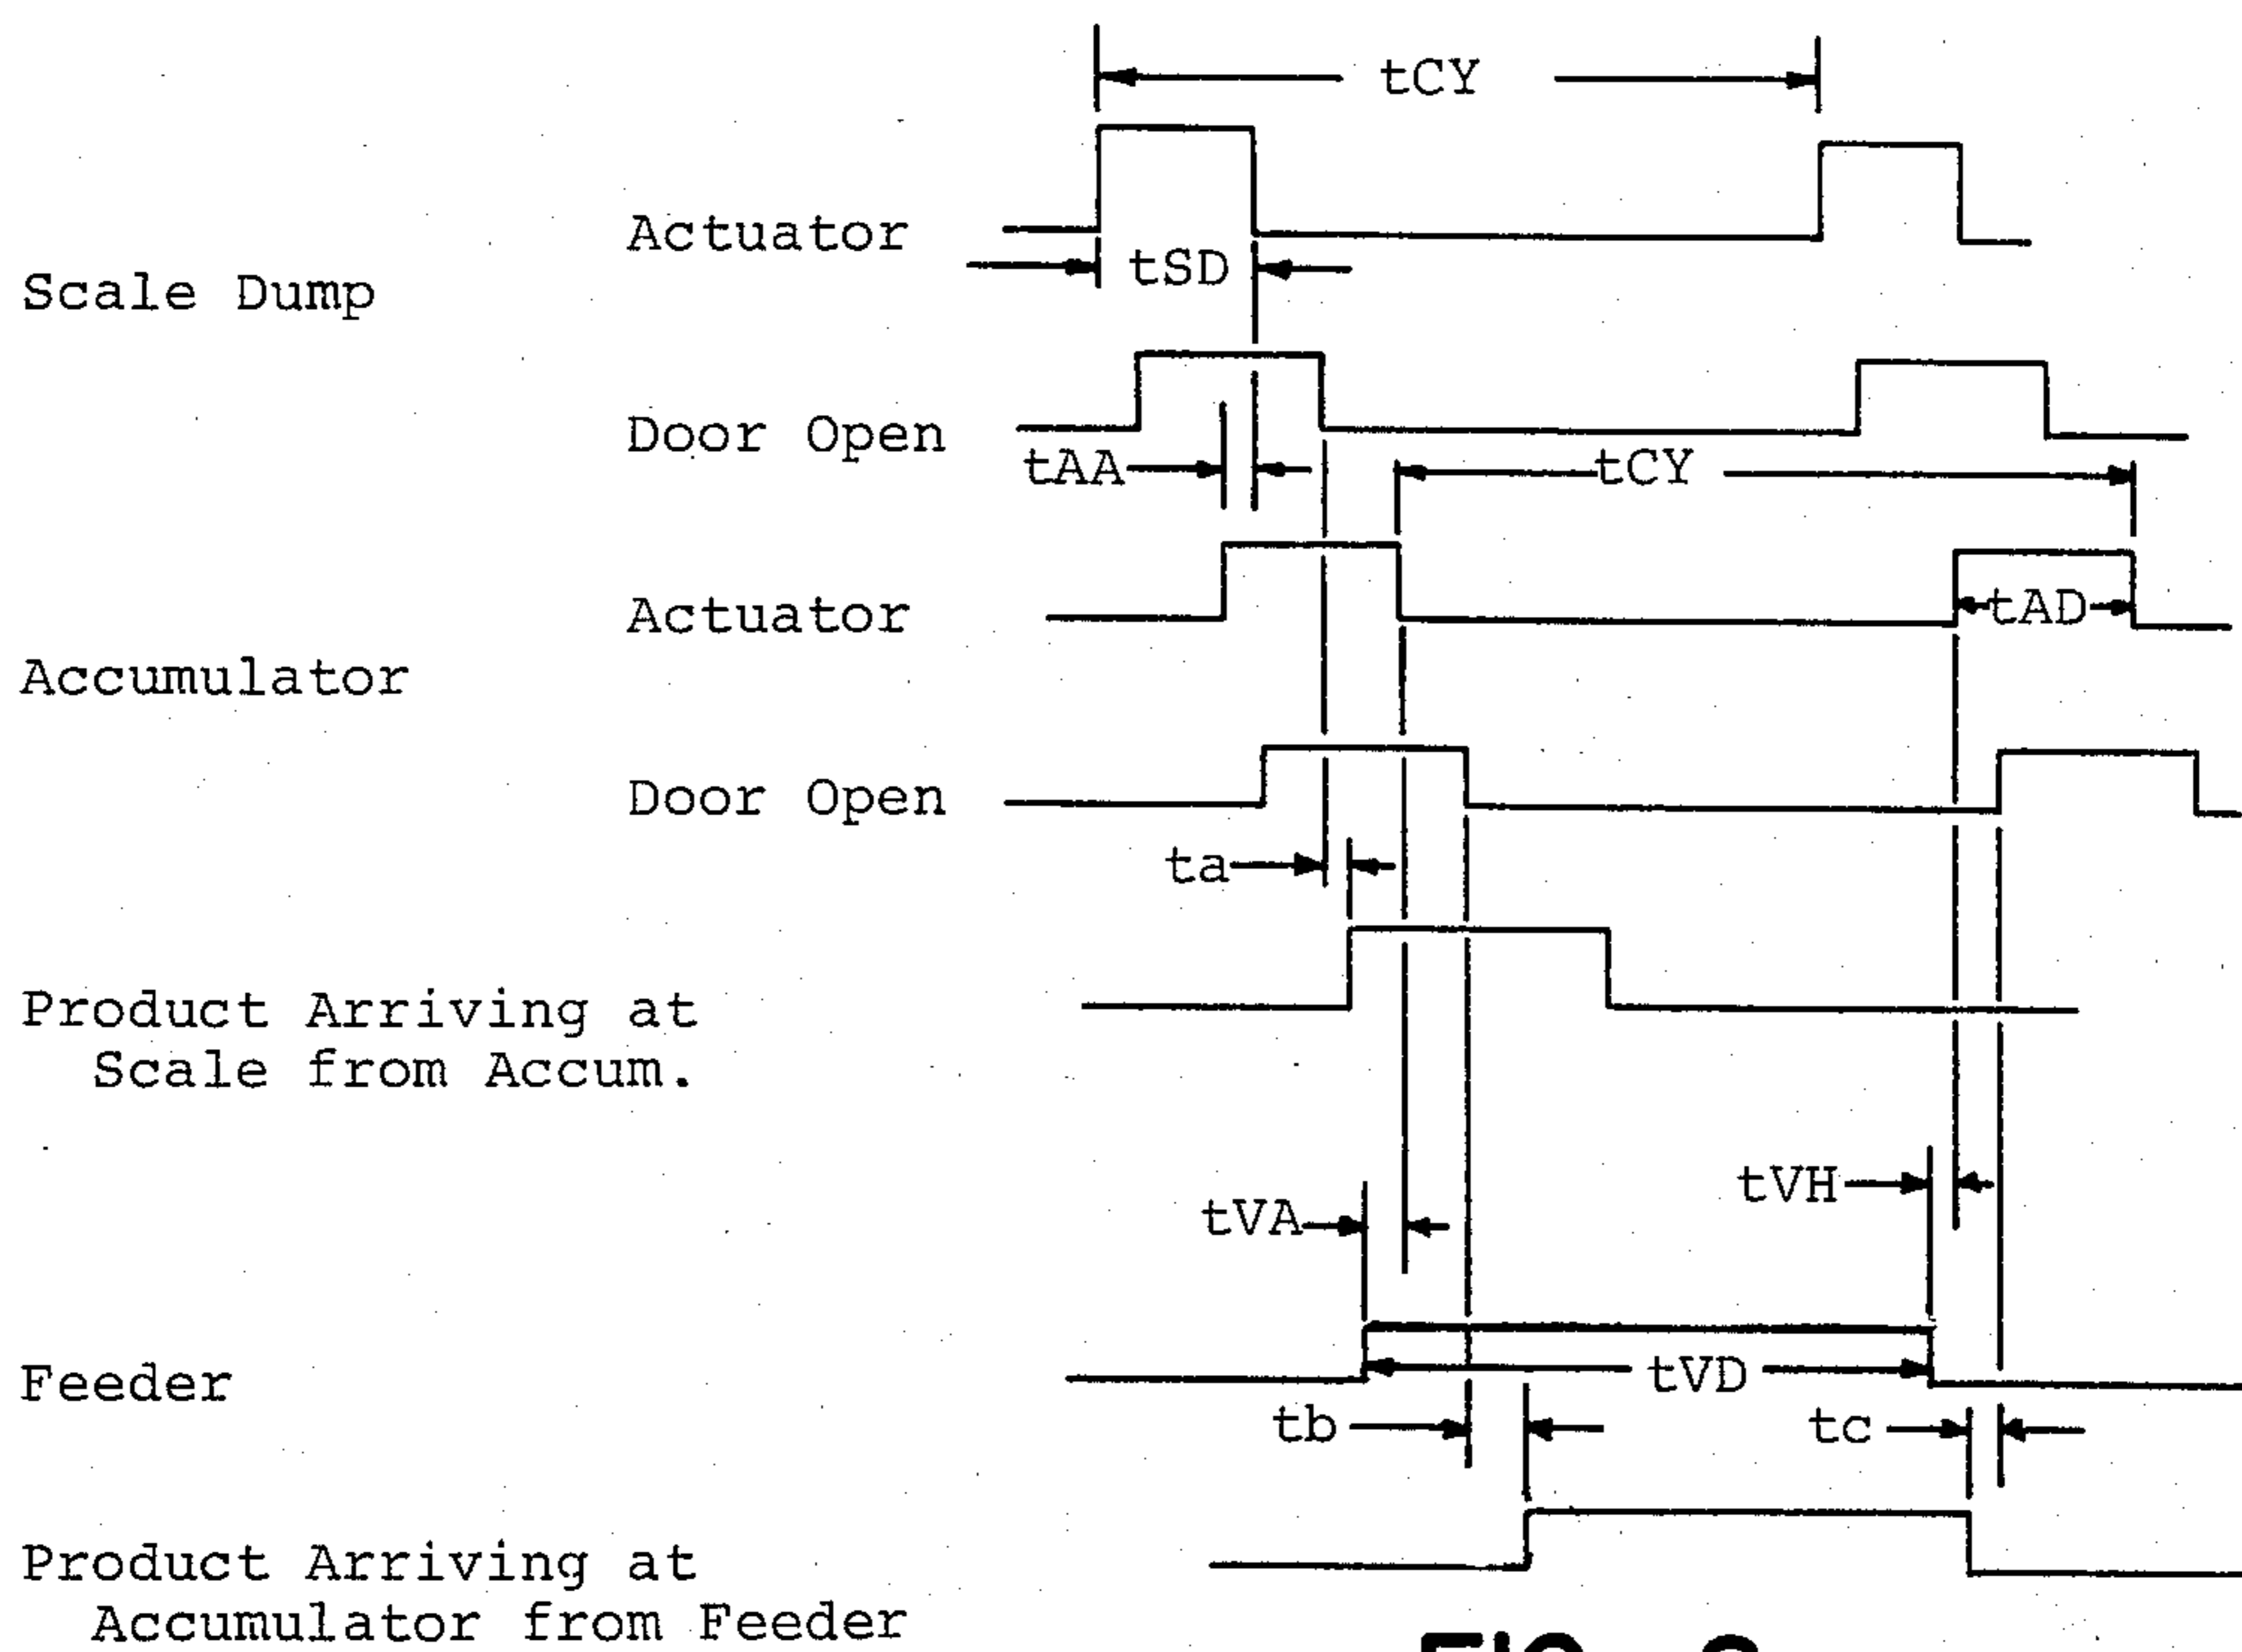 tCY
Actuator
tSD
Scale Dump
Door Open
tAA
tCY
Actuator
tAD
Accumulator
Door Open
ta
Product Arriving at
Scale from Accum.
tVH
tVA
Feeder
tVD
tb
tc
Product Arriving at
Accumulator from Feeder